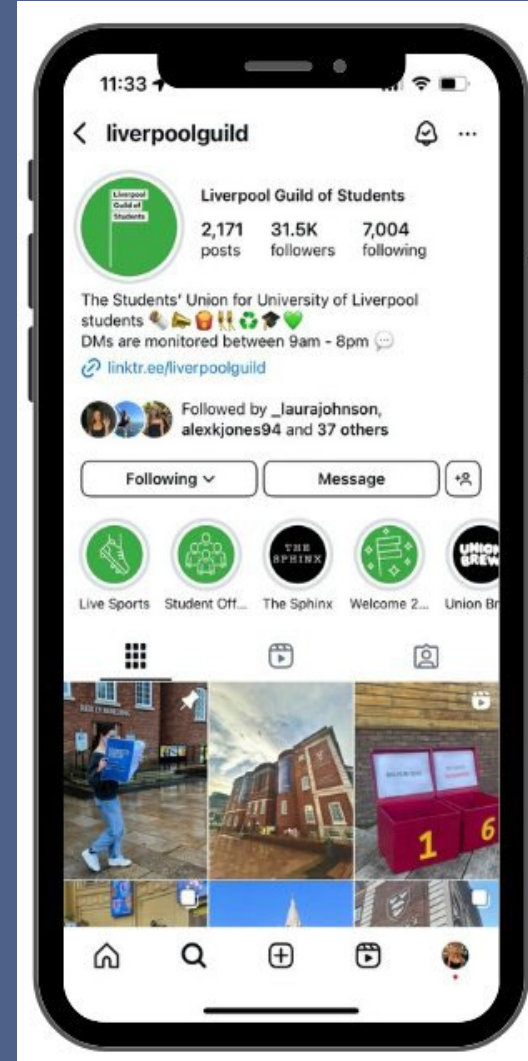 11:33
liverpoolguild
Liverpool
Guild of
Students
Liverpool Guild of Students
2,171 31.5K 7,004
posts followers following
The Students' Union for University of Liverpool
students
DMs are monitored between 9am - 8pm
linktr.ee/liverpoolguild
Followed by _laurajohnson,
alexkjones94 and 37 others
Following Message
THE
SPHINX
UNION
BREW
Live Sports Student Off... The Sphinx Welcome 2... Union Br
1 6